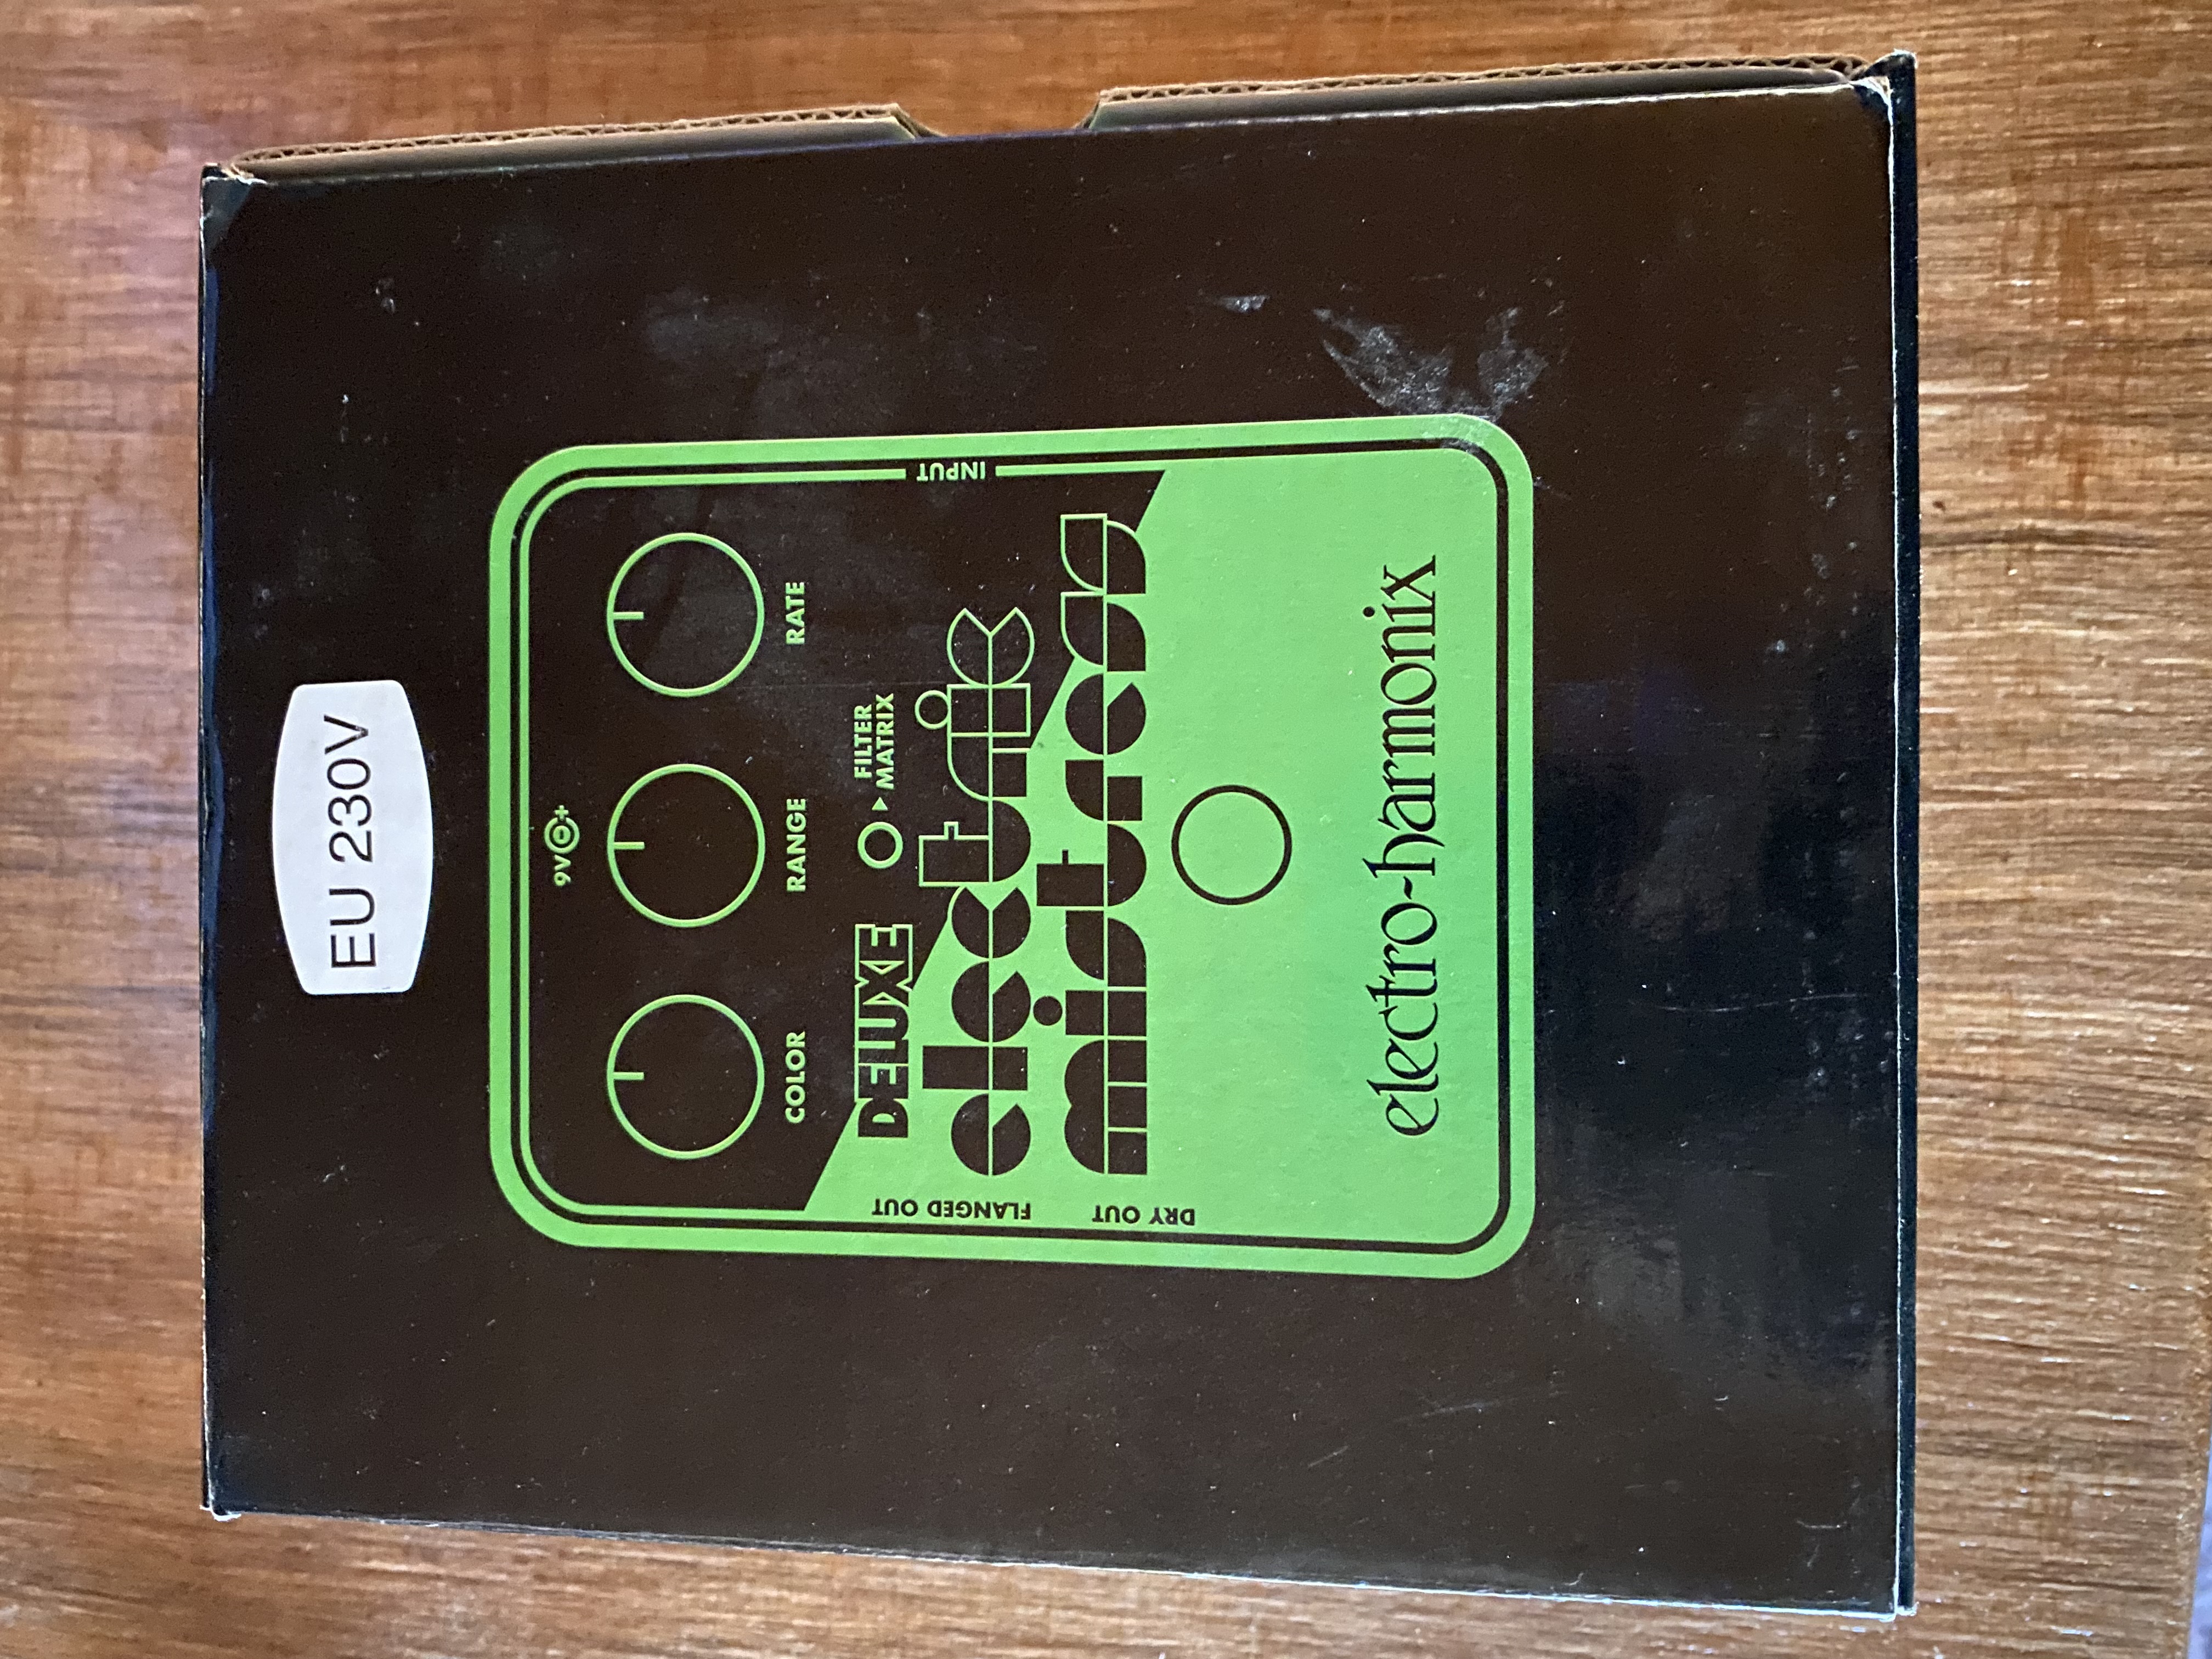 EU 230V
9V
COLOR RANGE RATE
INPUT
FILTER
MATRIX
DELUXE
electric
mistress
FLANGED OUT
DRY OUT
electro-harmonix